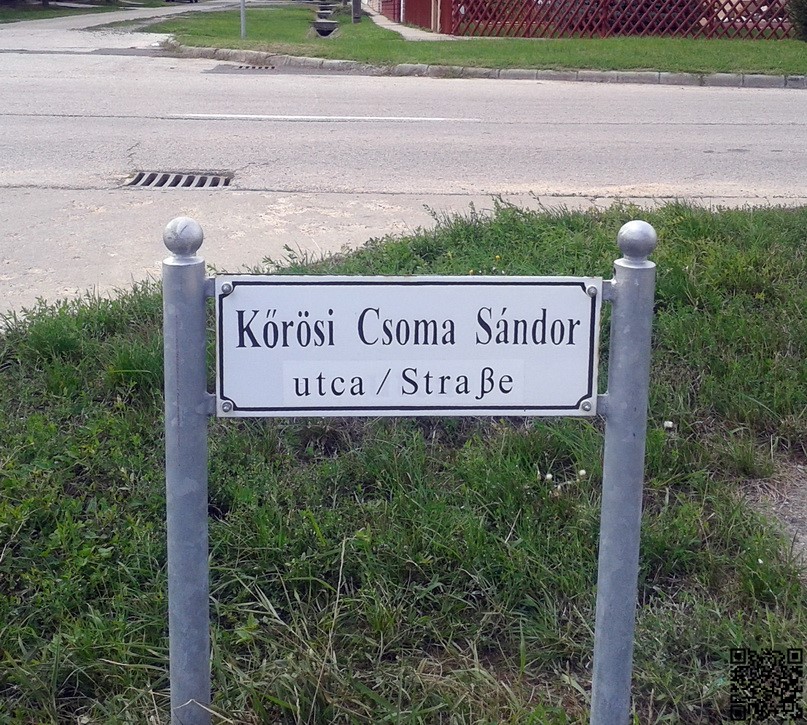 Kőrösi Csoma Sándor
utca / Straβe